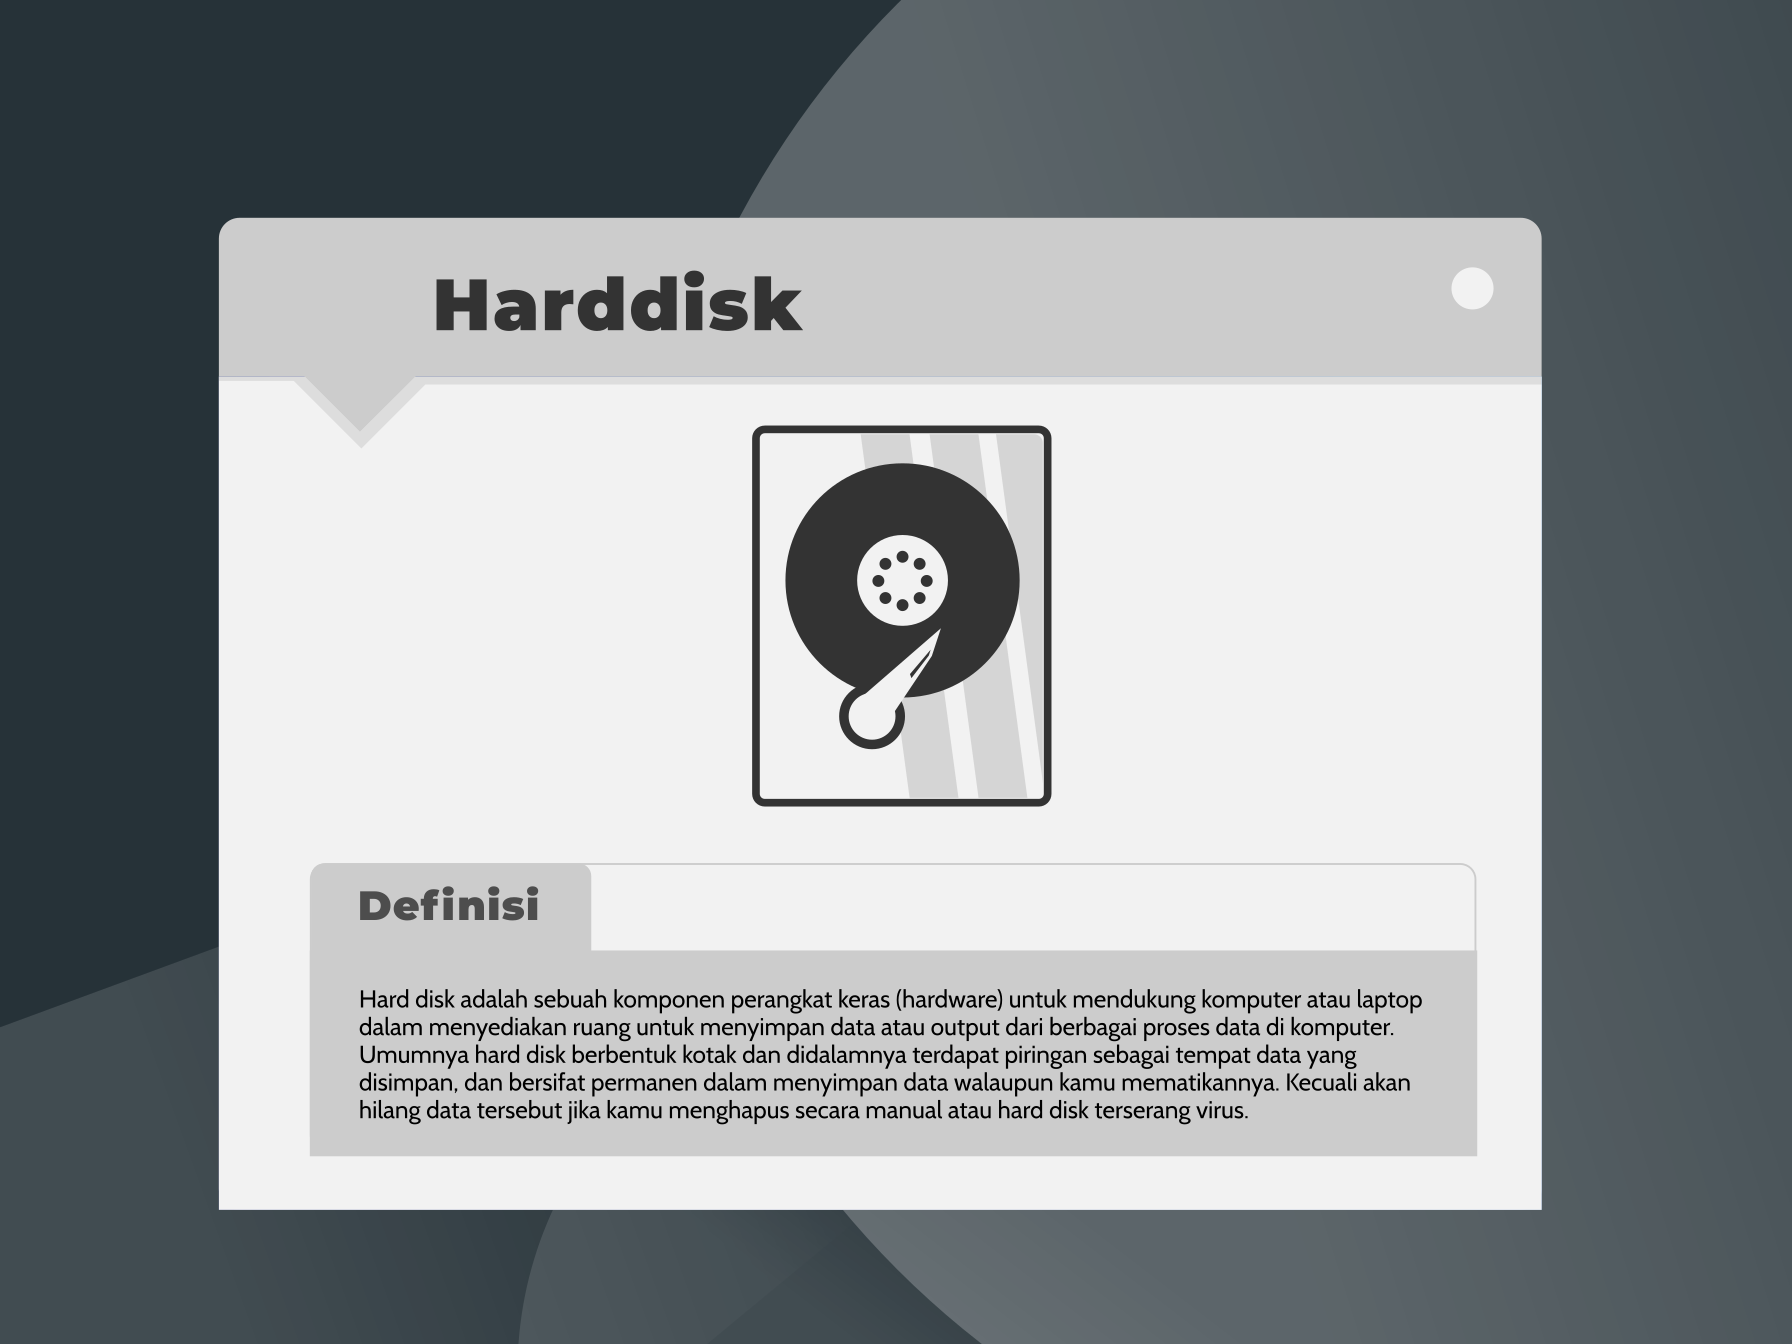 Harddisk
Definisi
Hard disk adalah sebuah komponen perangkat keras (hardware) untuk mendukung komputer atau laptop
dalam menyediakan ruang untuk menyimpan data atau output dari berbagai proses data di komputer.
Umumnya hard disk berbentuk kotak dan didalamnya terdapat piringan sebagai tempat data yang
disimpan, dan bersifat permanen dalam menyimpan data walaupun kamu mematikannya. Kecuali akan
hilang data tersebut jika kamu menghapus secara manual atau hard disk terserang virus.